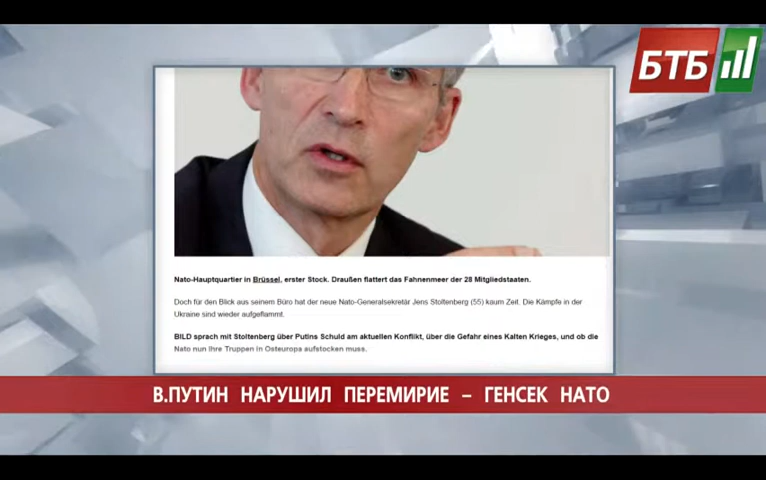 БТБ
Nato-Hauptquartier in Brüssel, erster Stock. Draußen flattert das Fahnenmeer der 28 Mitgliedstaaten.
Doch für den Blick aus seinem Büro hat der neue Nato-Generalsekretär Jens Stoltenberg (55) kaum Zeit. Die Kämpfe in der
Ukraine sind wieder aufgeflammt.
BILD sprach mit Stoltenberg über Putins Schuld am aktuellen Konflikt, über die Gefahr eines Kalten Krieges, und ob die
Nato nun ihre Truppen in Osteuropa aufstocken muss.
В.ПУТИН НАРУШИЛ ПЕРЕМИРИЕ – ГЕНСЕК НАТО